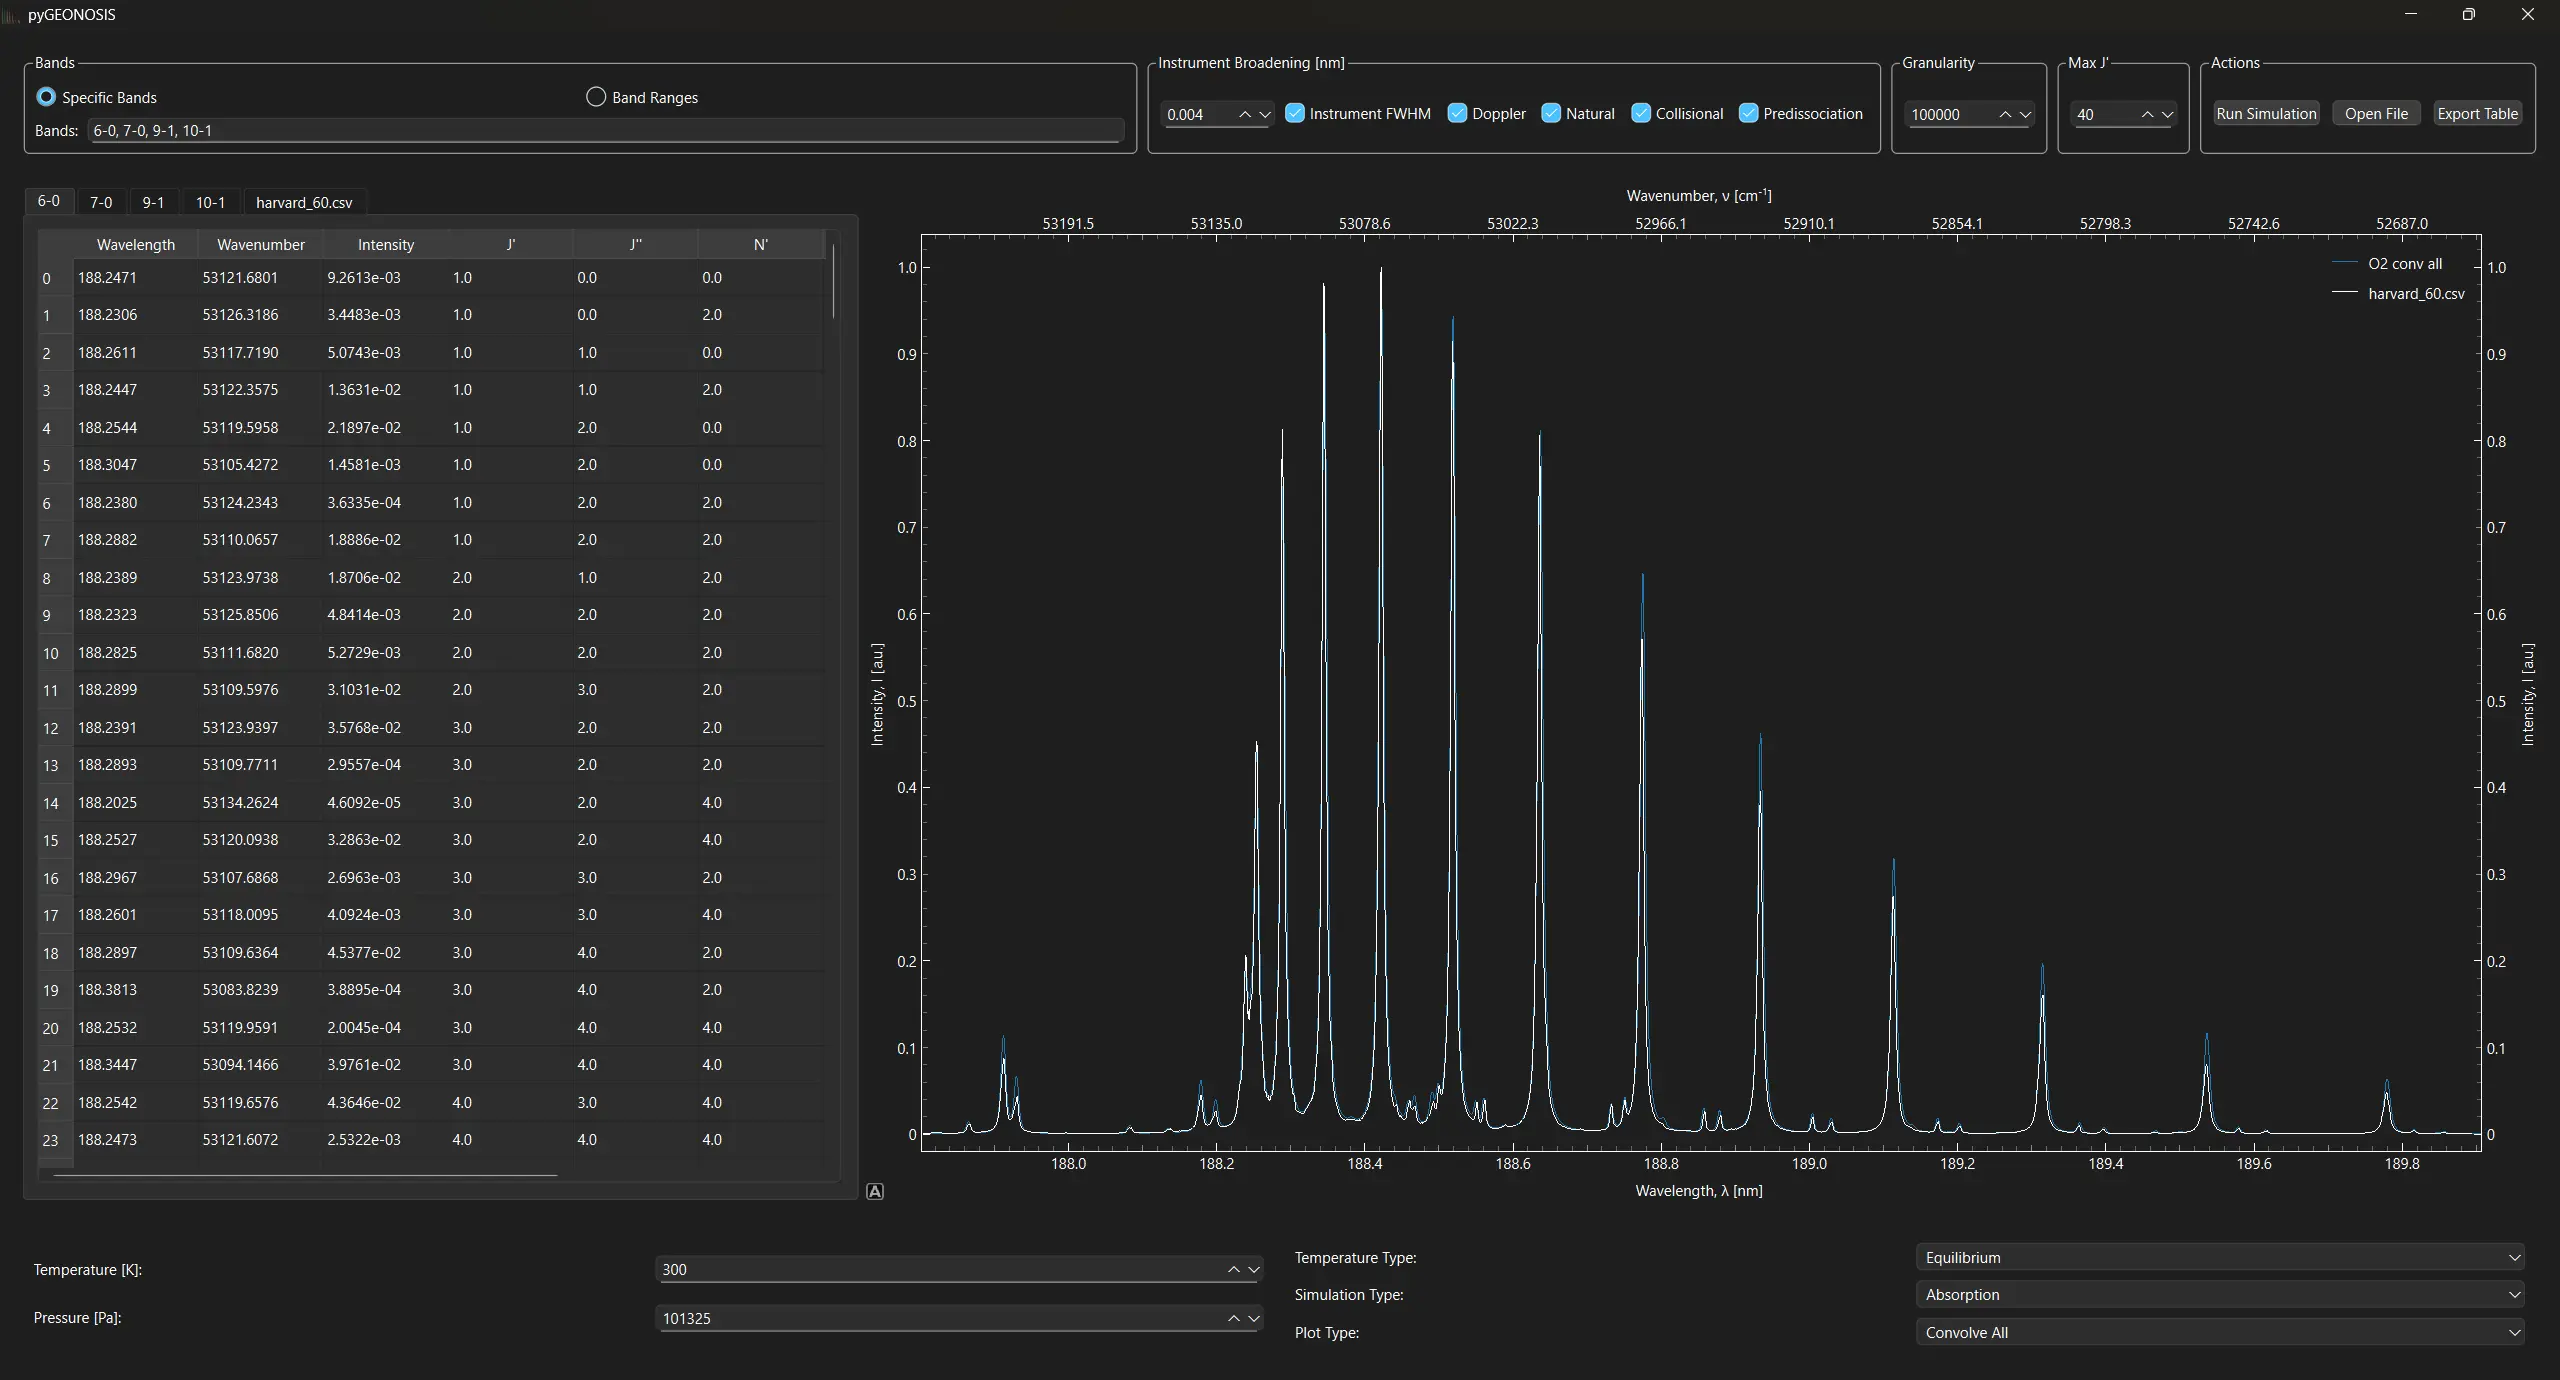 pyGEONOSIS
Bands
Specific Bands
Band Ranges
Bands: 6-0, 7-0, 9-1, 10-1
Instrument Broadening [nm]
0.004
Instrument FWHM
Doppler
Natural
Collisional
Predissociation
Granularity
100000
Max J'
40
Actions
Run Simulation
Open File
Export Table
6-0 7-0 9-1 10-1 harvard_60.csv
Wavelength Wavenumber Intensity J' J'' N'
0 188.2471 53121.6801 9.2613e-03 1.0 0.0 0.0
1 188.2306 53126.3186 3.4483e-03 1.0 0.0 2.0
2 188.2611 53117.7190 5.0743e-03 1.0 1.0 0.0
3 188.2447 53122.3575 1.3631e-02 1.0 1.0 2.0
4 188.2544 53119.5958 2.1897e-02 1.0 2.0 0.0
5 188.3047 53105.4272 1.4581e-03 1.0 2.0 0.0
6 188.2380 53124.2343 3.6335e-04 1.0 2.0 2.0
7 188.2882 53110.0657 1.8886e-02 1.0 2.0 2.0
8 188.2389 53123.9738 1.8706e-02 2.0 1.0 2.0
9 188.2323 53125.8506 4.8414e-03 2.0 2.0 2.0
10 188.2825 53111.6820 5.2729e-03 2.0 2.0 2.0
11 188.2899 53109.5976 3.1031e-02 2.0 3.0 2.0
12 188.2391 53123.9397 3.5768e-02 3.0 2.0 2.0
13 188.2893 53109.7711 2.9557e-04 3.0 2.0 2.0
14 188.2025 53134.2624 4.6092e-05 3.0 2.0 4.0
15 188.2527 53120.0938 3.2863e-02 3.0 2.0 4.0
16 188.2967 53107.6868 2.6963e-03 3.0 3.0 2.0
17 188.2601 53118.0095 4.0924e-03 3.0 3.0 4.0
18 188.2897 53109.6364 4.5377e-02 3.0 4.0 2.0
19 188.3813 53083.8239 3.8895e-04 3.0 4.0 2.0
20 188.2532 53119.9591 2.0045e-04 3.0 4.0 4.0
21 188.3447 53094.1466 3.9761e-02 3.0 4.0 4.0
22 188.2542 53119.6576 4.3646e-02 4.0 3.0 4.0
23 188.2473 53121.6072 2.5322e-03 4.0 4.0 4.0
Wavenumber, ν [cm⁻¹]
53191.5 53135.0 53078.6 53022.3 52966.1 52910.1 52854.1 52798.3 52742.6 52687.0
O2 conv all
harvard_60.csv
1.0
0.9
0.8
0.7
0.6
0.5
0.4
0.3
0.2
0.1
0
Intensity, I [a.u.]
1.0
0.9
0.8
0.7
0.6
0.5
0.4
0.3
0.2
0.1
0
Intensity, I [a.u.]
188.0 188.2 188.4 188.6 188.8 189.0 189.2 189.4 189.6 189.8
Wavelength, λ [nm]
A
Temperature [K]: 300
Pressure [Pa]: 101325
Temperature Type: Equilibrium
Simulation Type: Absorption
Plot Type: Convolve All